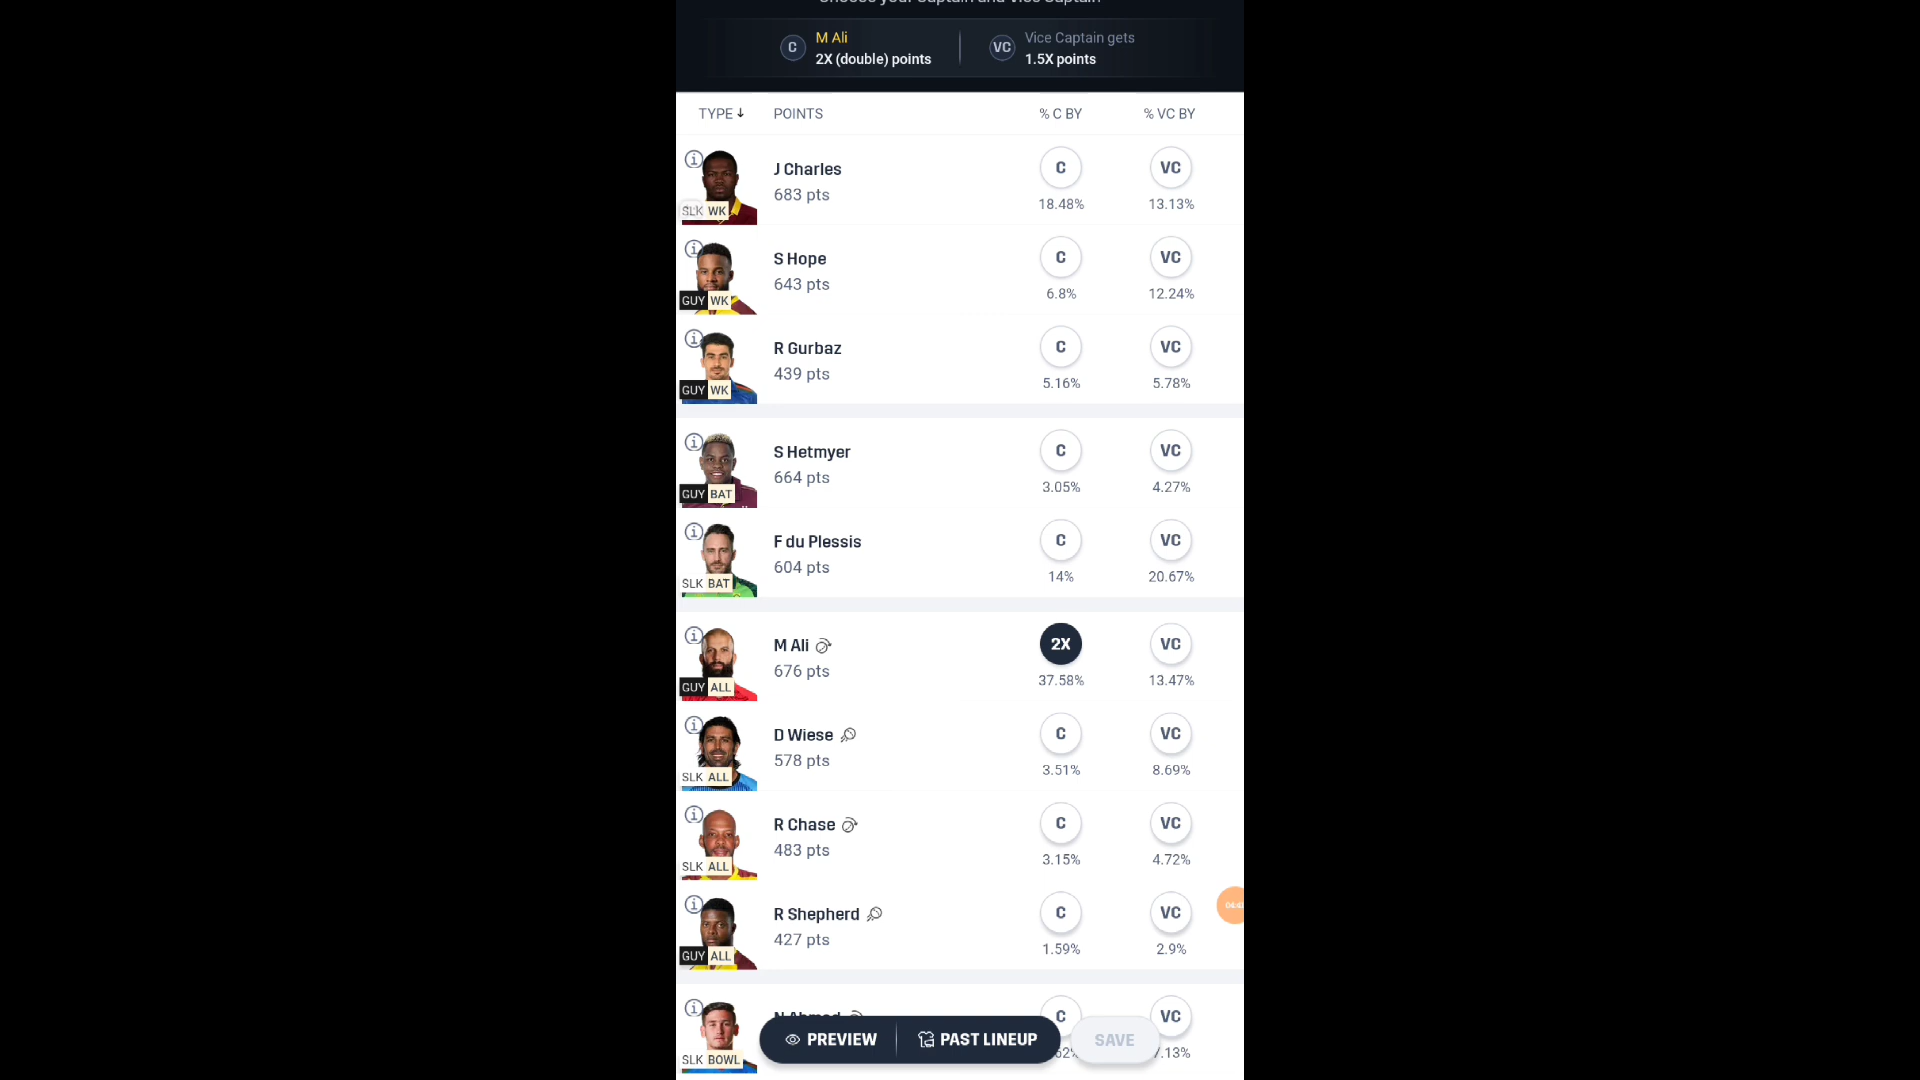 Choose your Captain and Vice Captain
C M Ali
2X (double) points
VC Vice Captain gets
1.5X points
TYPE ↓ POINTS % C BY % VC BY
J Charles C VC
683 pts
SLK WK 18.48% 13.13%
S Hope C VC
643 pts
GUY WK 6.8% 12.24%
R Gurbaz C VC
439 pts
GUY WK 5.16% 5.78%
S Hetmyer C VC
664 pts
GUY BAT 3.05% 4.27%
F du Plessis C VC
604 pts
SLK BAT 14% 20.67%
M Ali 2X VC
676 pts
GUY ALL 37.58% 13.47%
D Wiese C VC
578 pts
SLK ALL 3.51% 8.69%
R Chase C VC
483 pts
SLK ALL 3.15% 4.72%
R Shepherd C VC
427 pts
GUY ALL 1.59% 2.9%
C VC
PREVIEW PAST LINEUP SAVE
SLK BOWL